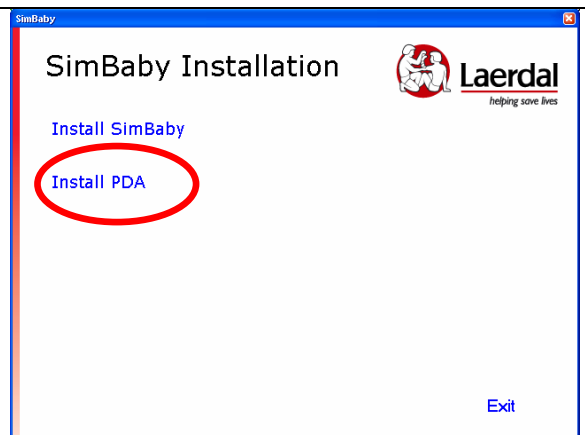 SimBaby
SimBaby Installation
Laerdal
helping save lives
Install SimBaby
Install PDA
Exit